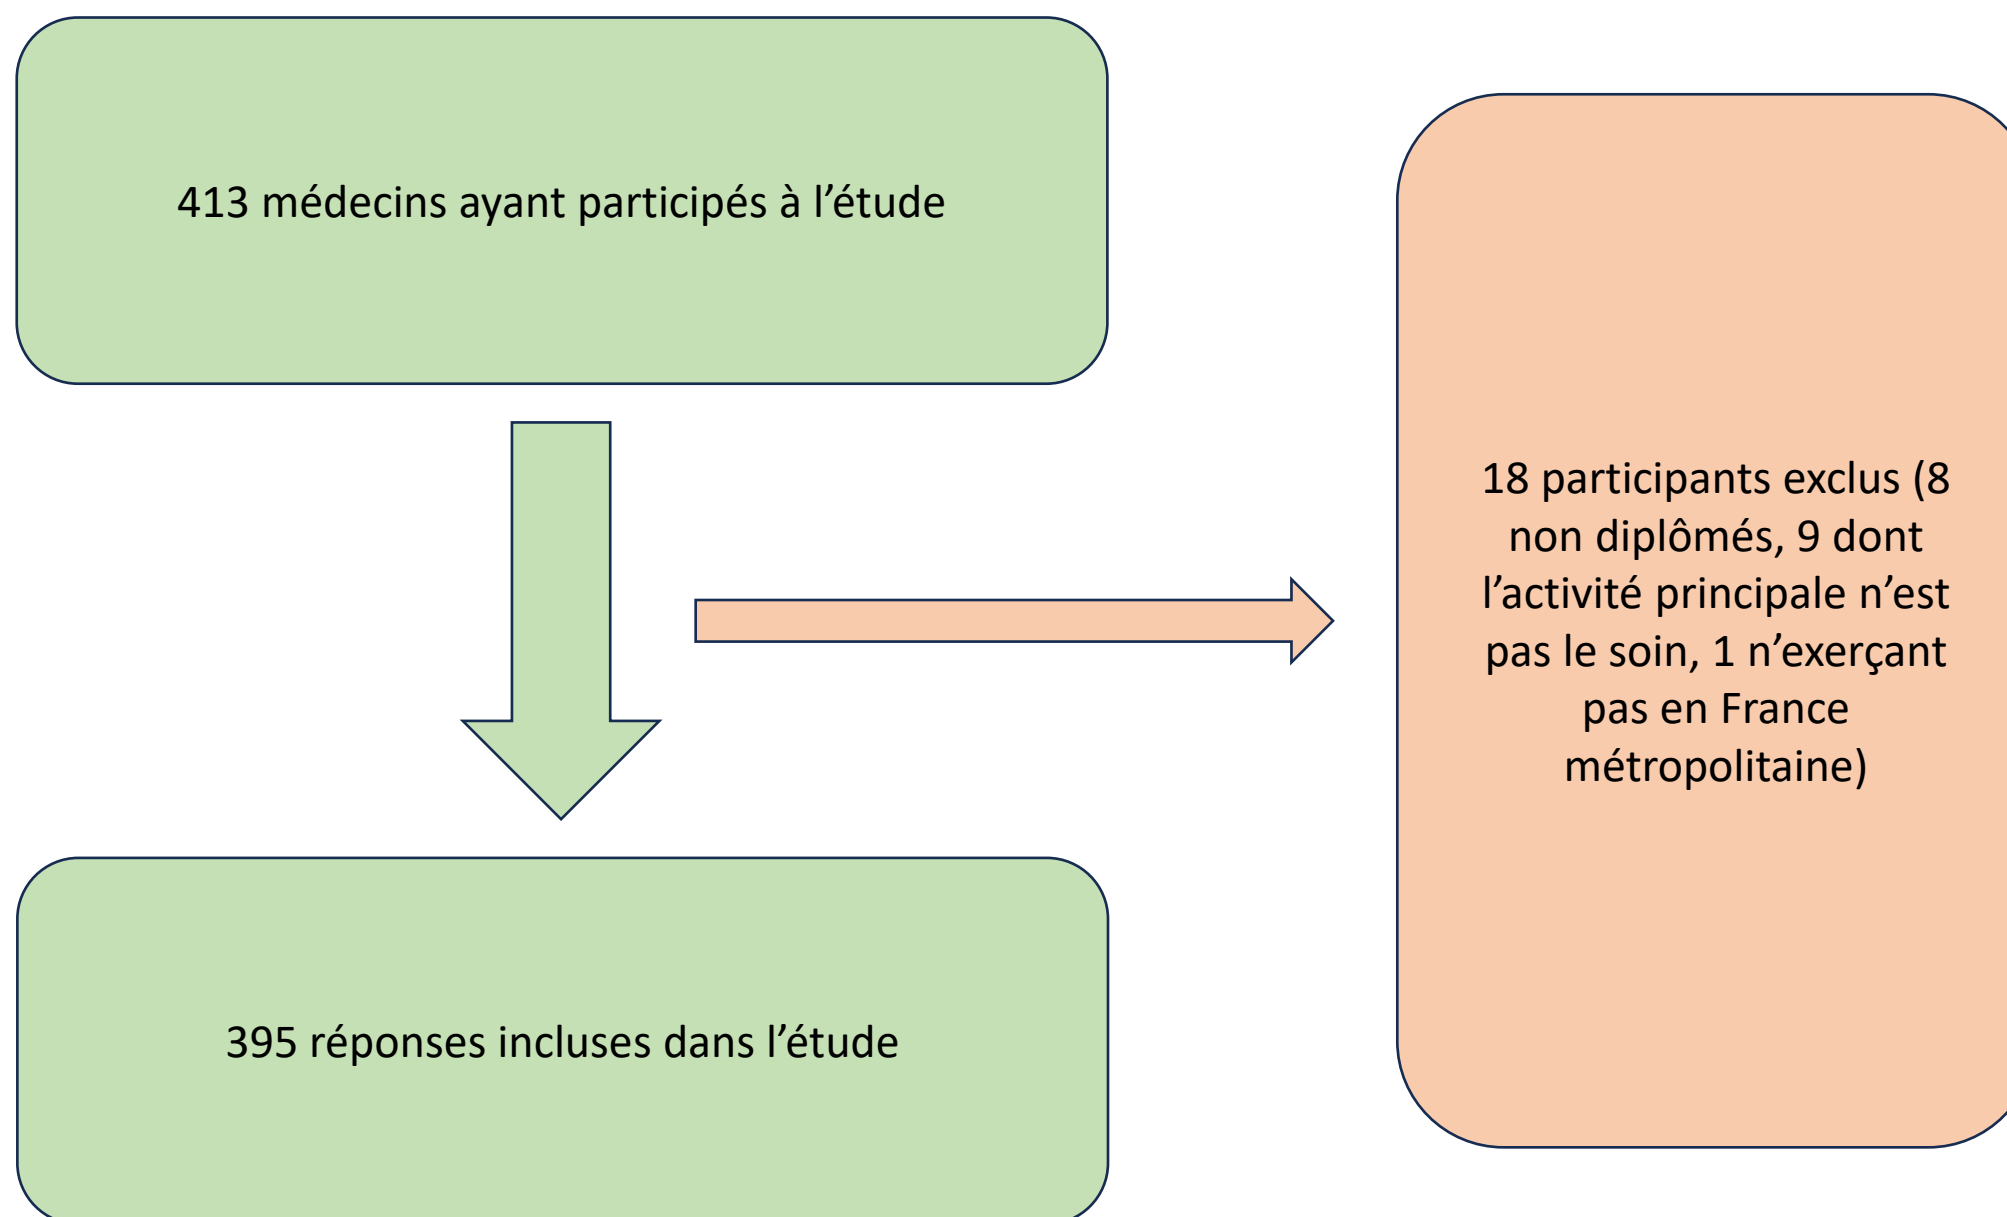 413 médecins ayant participés à l’étude
18 participants exclus (8
non diplômés, 9 dont
l’activité principale n’est
pas le soin, 1 n’exerçant
pas en France
métropolitaine)
395 réponses incluses dans l’étude